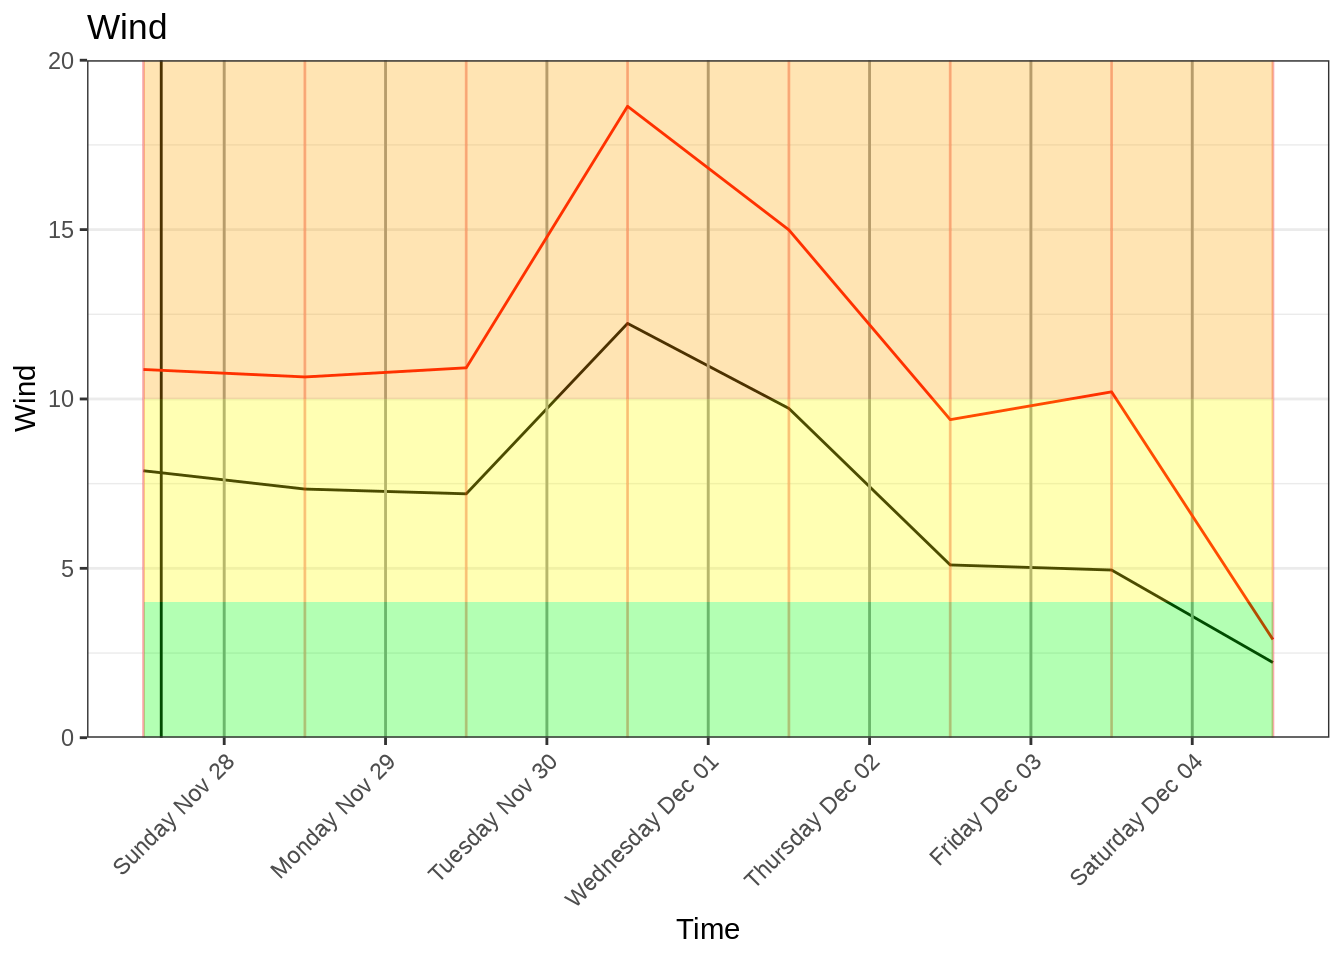 Wind
20
15
10
5
0
Wind
Sunday Nov 28
Monday Nov 29
Tuesday Nov 30
Wednesday Dec 01
Thursday Dec 02
Friday Dec 03
Saturday Dec 04
Time